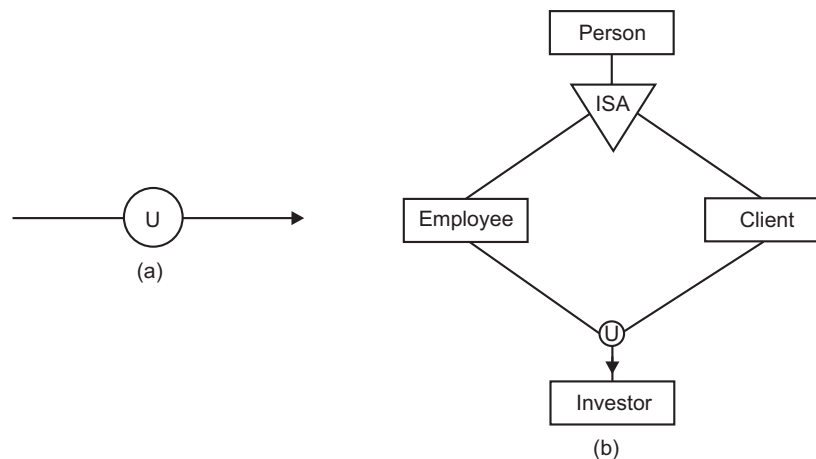 U
(a)
Person
ISA
Employee
Client
U
Investor
(b)